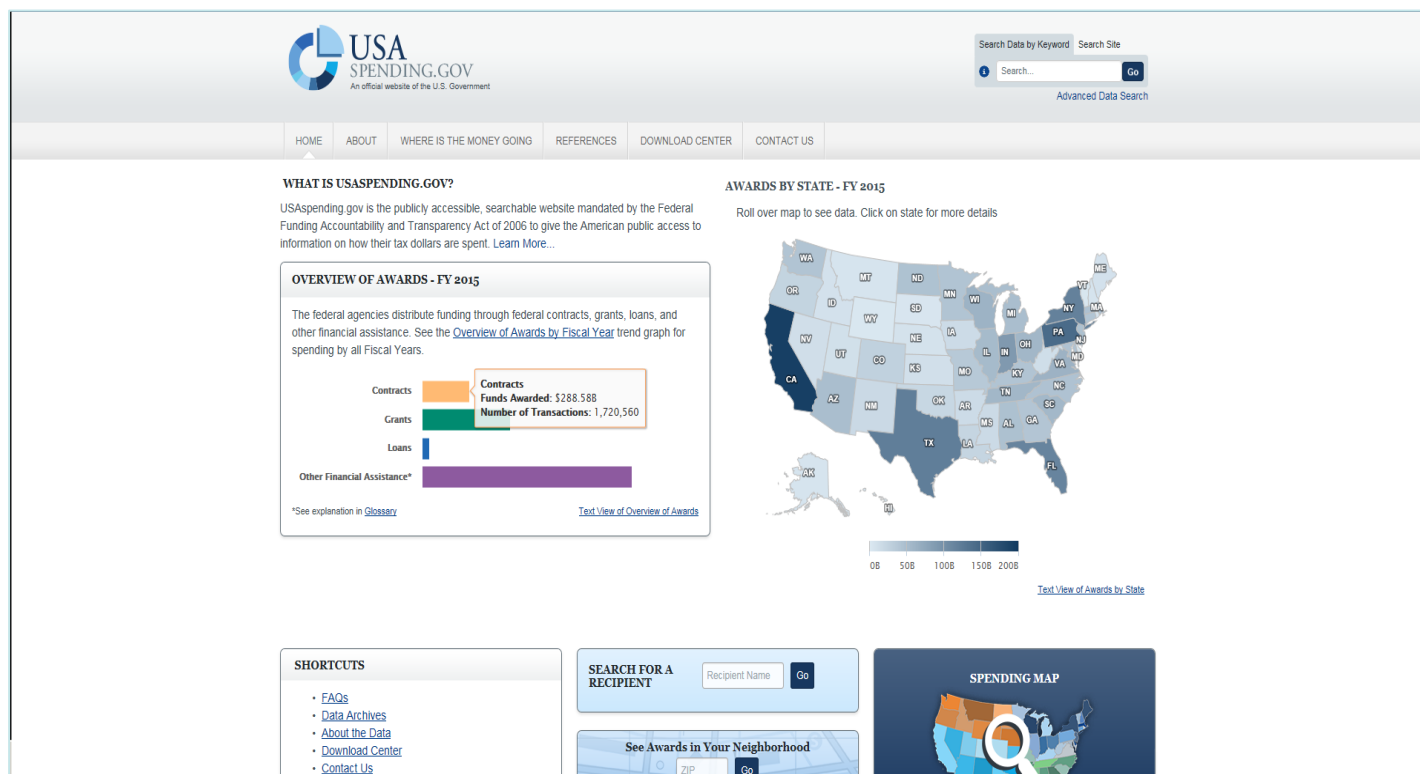 USA
SPENDING.GOV
An official website of the U.S. Government
Search Data by Keyword Search Site
Search... Go
Advanced Data Search
HOME ABOUT WHERE IS THE MONEY GOING REFERENCES DOWNLOAD CENTER CONTACT US
WHAT IS USASPENDING.GOV?
USAspending.gov is the publicly accessible, searchable website mandated by the Federal
Funding Accountability and Transparency Act of 2006 to give the American public access to
information on how their tax dollars are spent. Learn More...
OVERVIEW OF AWARDS - FY 2015
The federal agencies distribute funding through federal contracts, grants, loans, and
other financial assistance. See the Overview of Awards by Fiscal Year trend graph for
spending by all Fiscal Years.
Contracts
Grants
Loans
Other Financial Assistance*
Contracts
Funds Awarded: $288.58B
Number of Transactions: 1,720,560
*See explanation in Glossary
Text View of Overview of Awards
AWARDS BY STATE - FY 2015
Roll over map to see data. Click on state for more details
WA MT ND MN ME
OR ID SD WI MI VT NY MA
WY IA PA NJ
NV UT NE IL IN OH MD
CO KS MO KY VA
CA AZ NM OK AR TN NC
MS AL GA SC
TX LA
FL
AK HI
0B 50B 100B 150B 200B
Text View of Awards by State
SHORTCUTS
• FAQs
• Data Archives
• About the Data
• Download Center
• Contact Us
SEARCH FOR A
RECIPIENT
Recipient Name Go
See Awards in Your Neighborhood
ZIP Go
SPENDING MAP